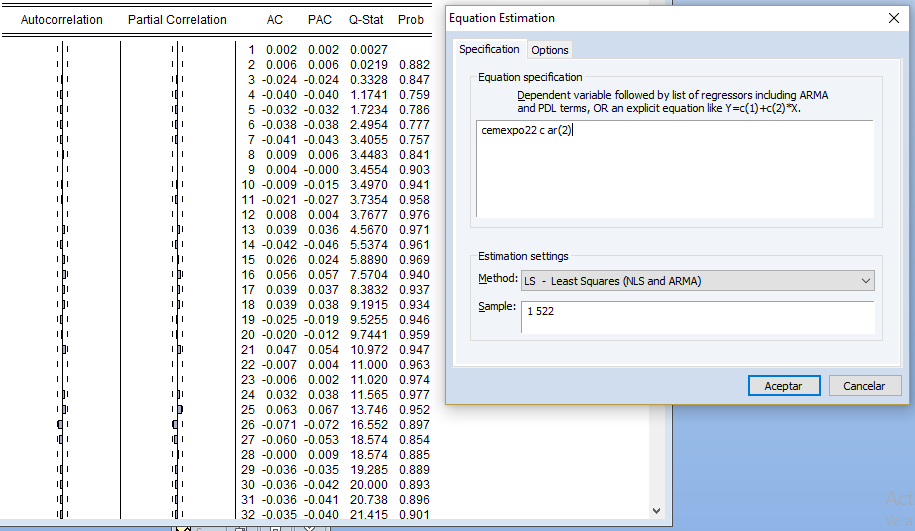 Autocorrelation Partial Correlation AC PAC Q-Stat Prob
1 0.002 0.002 0.0027
2 0.006 0.006 0.0219 0.882
3 -0.024 -0.024 0.3328 0.847
4 -0.040 -0.040 1.1741 0.759
5 -0.032 -0.032 1.7234 0.786
6 -0.038 -0.038 2.4954 0.777
7 -0.041 -0.043 3.4055 0.757
8 0.009 0.006 3.4483 0.841
9 0.004 -0.000 3.4554 0.903
10 -0.009 -0.015 3.4970 0.941
11 -0.021 -0.027 3.7354 0.958
12 0.008 0.004 3.7677 0.976
13 0.039 0.036 4.5670 0.971
14 -0.042 -0.046 5.5374 0.961
15 0.026 0.024 5.8890 0.969
16 0.056 0.057 7.5704 0.940
17 0.039 0.037 8.3832 0.937
18 0.039 0.038 9.1915 0.934
19 -0.025 -0.019 9.5255 0.946
20 -0.020 -0.012 9.7441 0.959
21 0.047 0.054 10.972 0.947
22 -0.007 0.004 11.000 0.963
23 -0.006 0.002 11.020 0.974
24 0.032 0.038 11.565 0.977
25 0.063 0.067 13.746 0.952
26 -0.071 -0.072 16.552 0.897
27 -0.060 -0.053 18.574 0.854
28 -0.000 0.009 18.574 0.885
29 -0.036 -0.035 19.285 0.889
30 -0.036 -0.042 20.000 0.893
31 -0.036 -0.041 20.738 0.896
32 -0.035 -0.040 21.415 0.901
Equation Estimation
Specification Options
Equation specification
Dependent variable followed by list of regressors including ARMA
and PDL terms, OR an explicit equation like Y=c(1)+c(2)*X.
cemexpo22 c ar(2)
Estimation settings
Method: LS - Least Squares (NLS and ARMA)
Sample: 1 522
Aceptar Cancelar